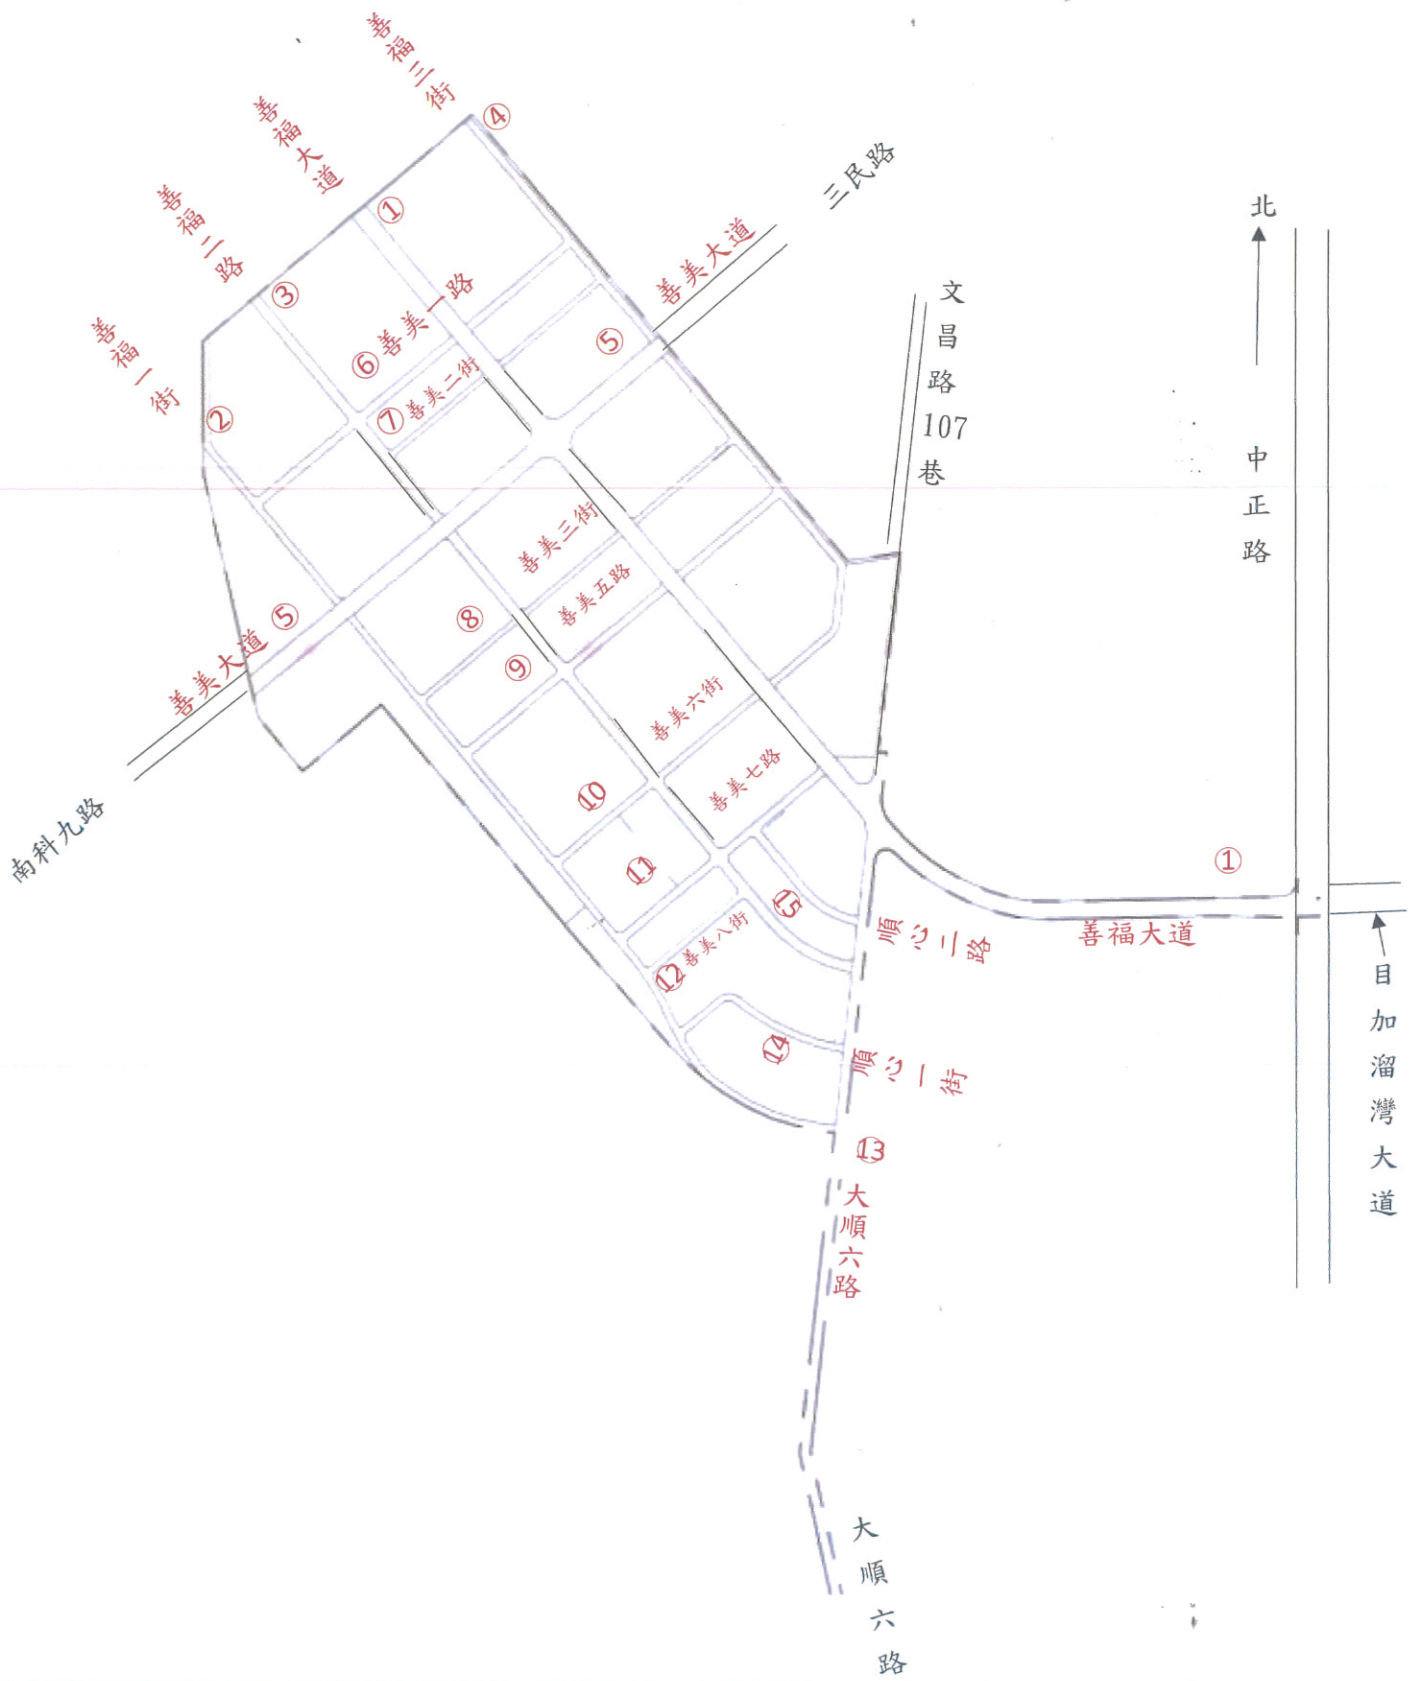 善福三街
④
善福大道
①
善福二路
③
善福一街
②
三民路
善美大道
⑤
北
文昌路107巷
中正路
⑥善美一路
⑦善美二街
善美三街
⑧
善美五路
⑨
善美大道
⑤
南科九路
善美六街
⑩
善美七路
⑪
⑮
善美八街
⑫
順心二路
①
善福大道
目加溜灣大道
⑭
順心一街
⑬
大順六路
大順六路